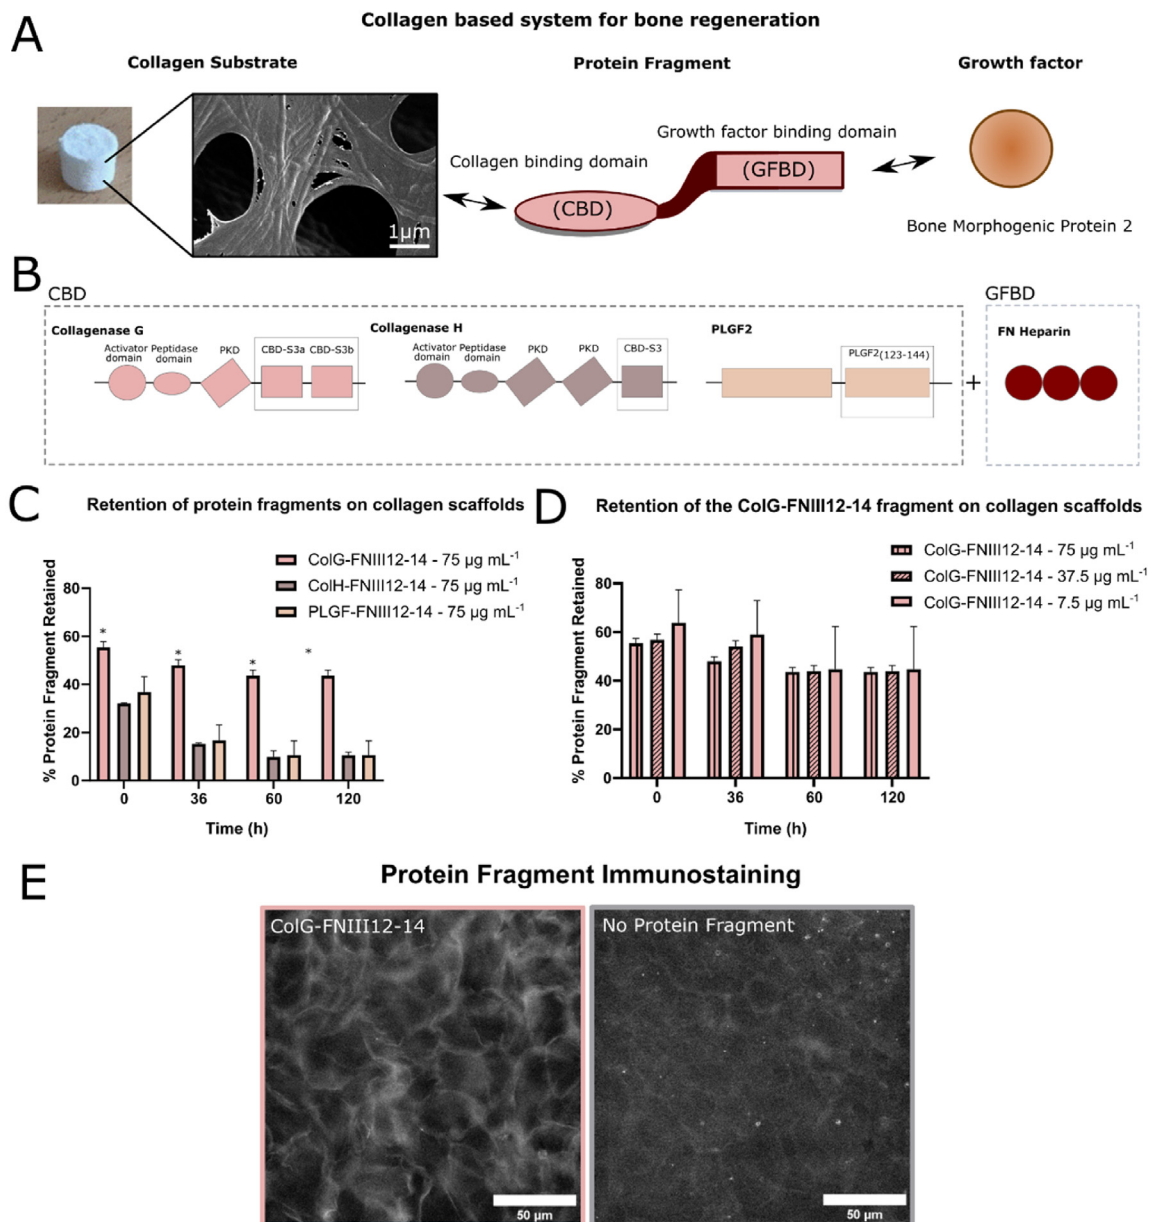 A
Collagen based system for bone regeneration
Collagen Substrate
Protein Fragment
Growth factor
Growth factor binding domain
Collagen binding domain
(GFBD)
(CBD)
1µm
Bone Morphogenic Protein 2
B
CBD
GFBD
Collagenase G
Collagenase H
PLGF2
FN Heparin
Activator domain
Peptidase domain
PKD
CBD-S3a
CBD-S3b
Activator domain
Peptidase domain
PKD
PKD
CBD-S3
PLGF2(123-144)
+
C
Retention of protein fragments on collagen scaffolds
ColG-FNIII12-14 - 75 µg mL-1
ColH-FNIII12-14 - 75 µg mL-1
PLGF-FNIII12-14 - 75 µg mL-1
% Protein Fragment Retained
80
60
40
20
0
* * * *
0 36 60 120
Time (h)
D
Retention of the ColG-FNIII12-14 fragment on collagen scaffolds
ColG-FNIII12-14 - 75 µg mL-1
ColG-FNIII12-14 - 37.5 µg mL-1
ColG-FNIII12-14 - 7.5 µg mL-1
% Protein Fragment Retained
80
60
40
20
0
0 36 60 120
Time (h)
E
Protein Fragment Immunostaining
ColG-FNIII12-14
No Protein Fragment
50 µm
50 µm